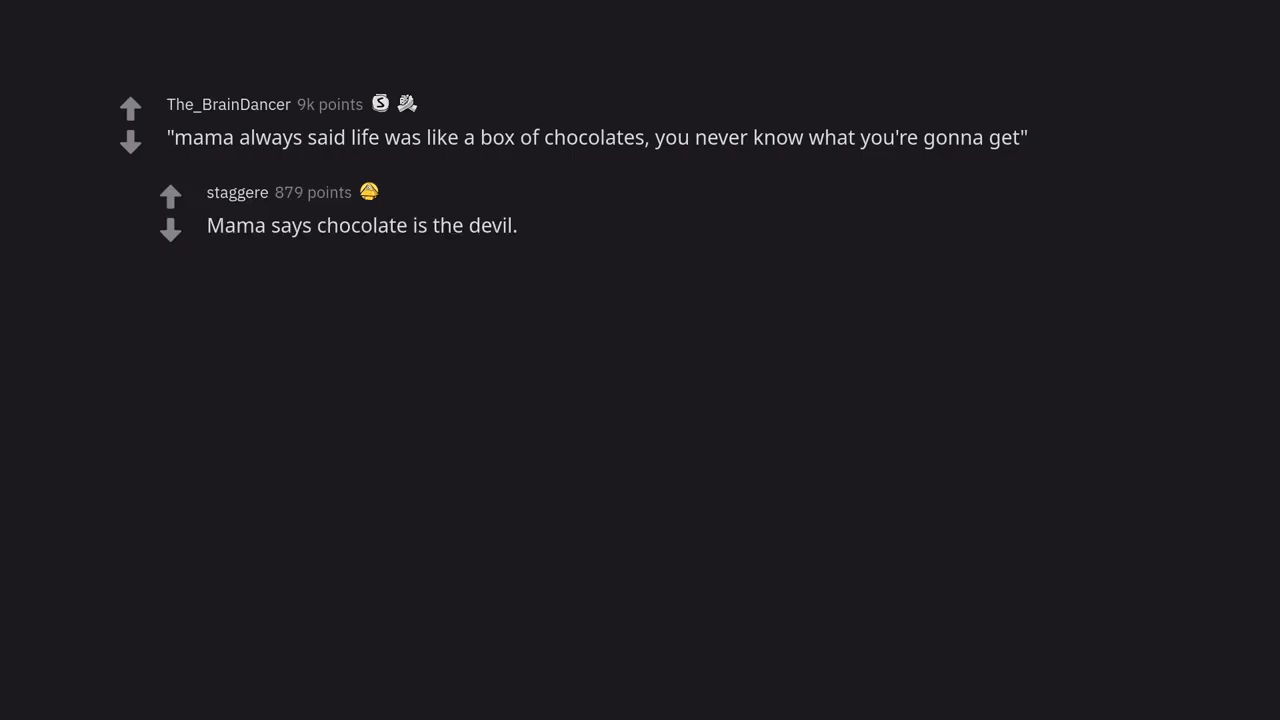 The_BrainDancer 9k points
"mama always said life was like a box of chocolates, you never know what you're gonna get"
staggere 879 points
Mama says chocolate is the devil.